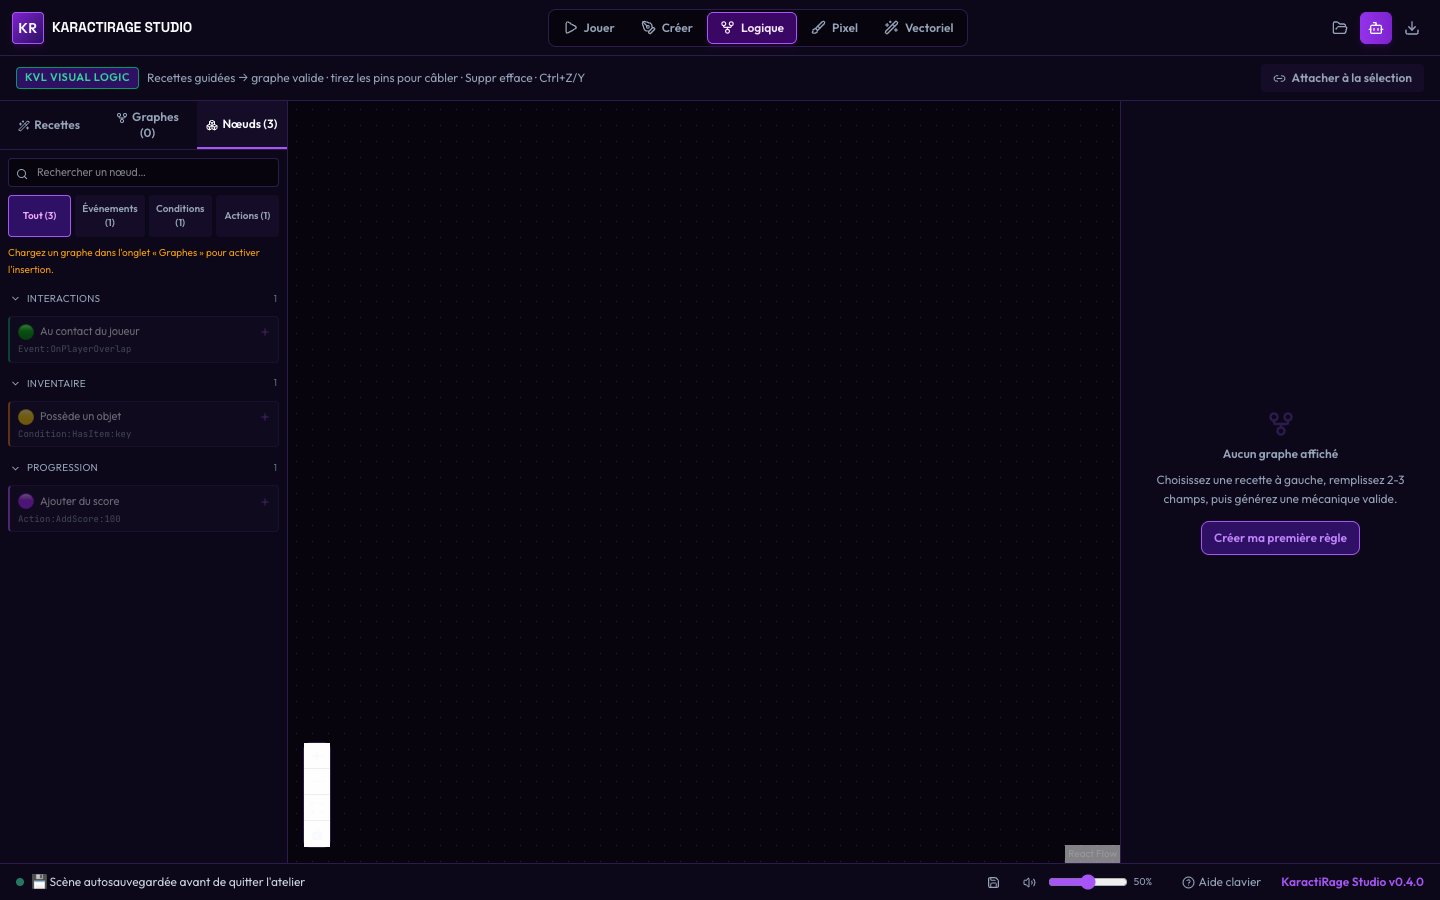 KR KARACTIRAGE STUDIO
Jouer Créer Logique Pixel Vectoriel
KVL VISUAL LOGIC Recettes guidées → graphe valide · tirez les pins pour câbler · Suppr efface · Ctrl+Z/Y
Attacher à la sélection
Recettes
Graphes
(0)
Nœuds (3)
Rechercher un nœud...
Tout (3)
Événements
(1)
Conditions
(1)
Actions (1)
Chargez un graphe dans l'onglet « Graphes » pour activer
l'insertion.
INTERACTIONS 1
Au contact du joueur +
Event:OnPlayerOverlap
INVENTAIRE 1
Possède un objet +
Condition:HasItem:key
PROGRESSION 1
Ajouter du score +
Action:AddScore:100
Aucun graphe affiché
Choisissez une recette à gauche, remplissez 2-3
champs, puis générez une mécanique valide.
Créer ma première règle
React Flow
Scène autosauvegardée avant de quitter l'atelier
50%
Aide clavier
KaractiRage Studio v0.4.0